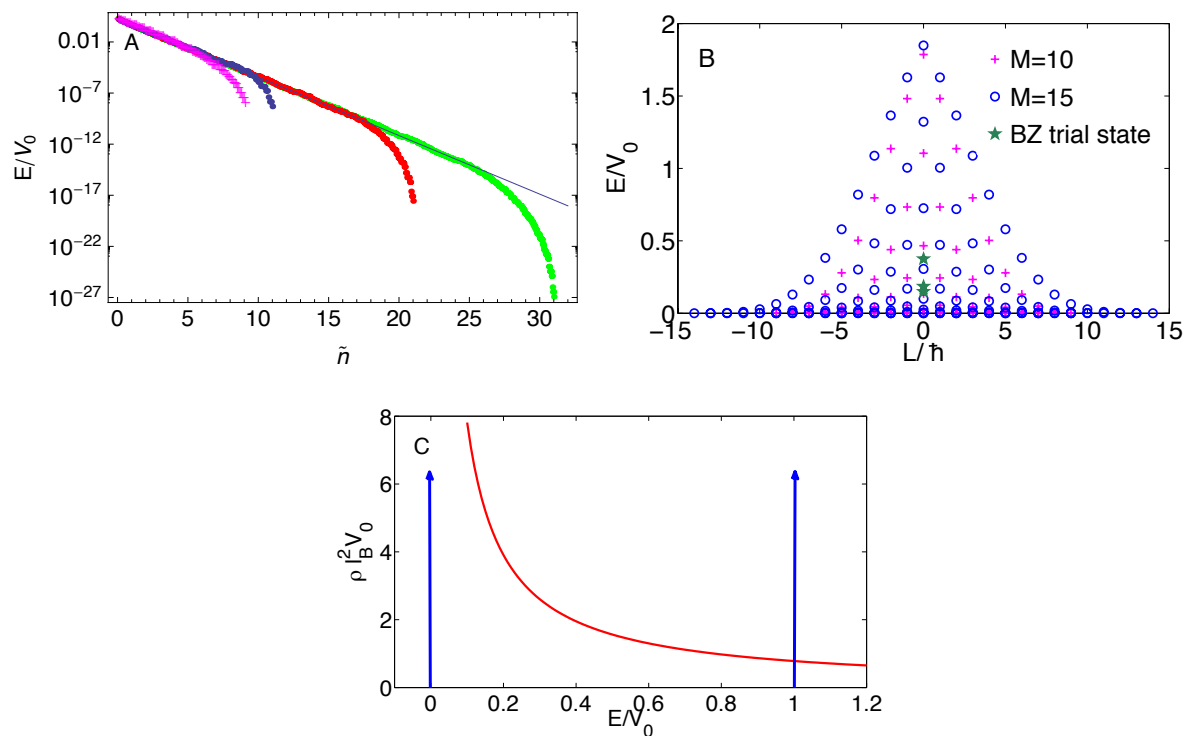 A
E/V₀
0.01
10⁻⁷
10⁻¹²
10⁻¹⁷
10⁻²²
10⁻²⁷
0 5 10 15 20 25 30
ñ
B
E/V₀
2
1.5
1
0.5
0
M=10
M=15
BZ trial state
−15 −10 −5 0 5 10 15
L/ħ
C
ρ l_B² V₀
8
6
4
2
0
0 0.2 0.4 0.6 0.8 1 1.2
E/V₀